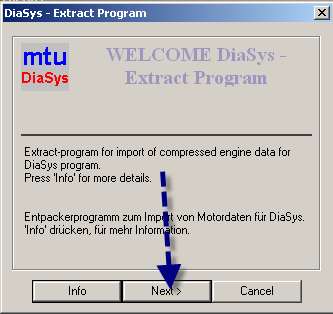 DiaSys - Extract Program
mtu
DiaSys
WELCOME DiaSys -
Extract Program
Extract-program for import of compressed engine data for
DiaSys program.
Press 'Info' for more details.
Entpackerprogramm zum Import von Motordaten für DiaSys.
'Info' drücken, für mehr Information.
Info
Next >
Cancel